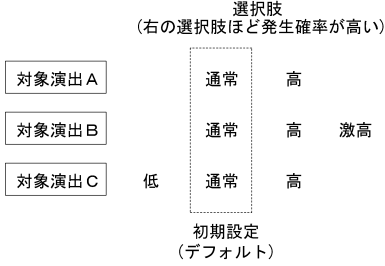 選択肢
(右の選択肢ほど発生確率が高い)
対象演出A 通常 高
対象演出B 通常 高 激高
対象演出C 低 通常 高
初期設定
(デフォルト)